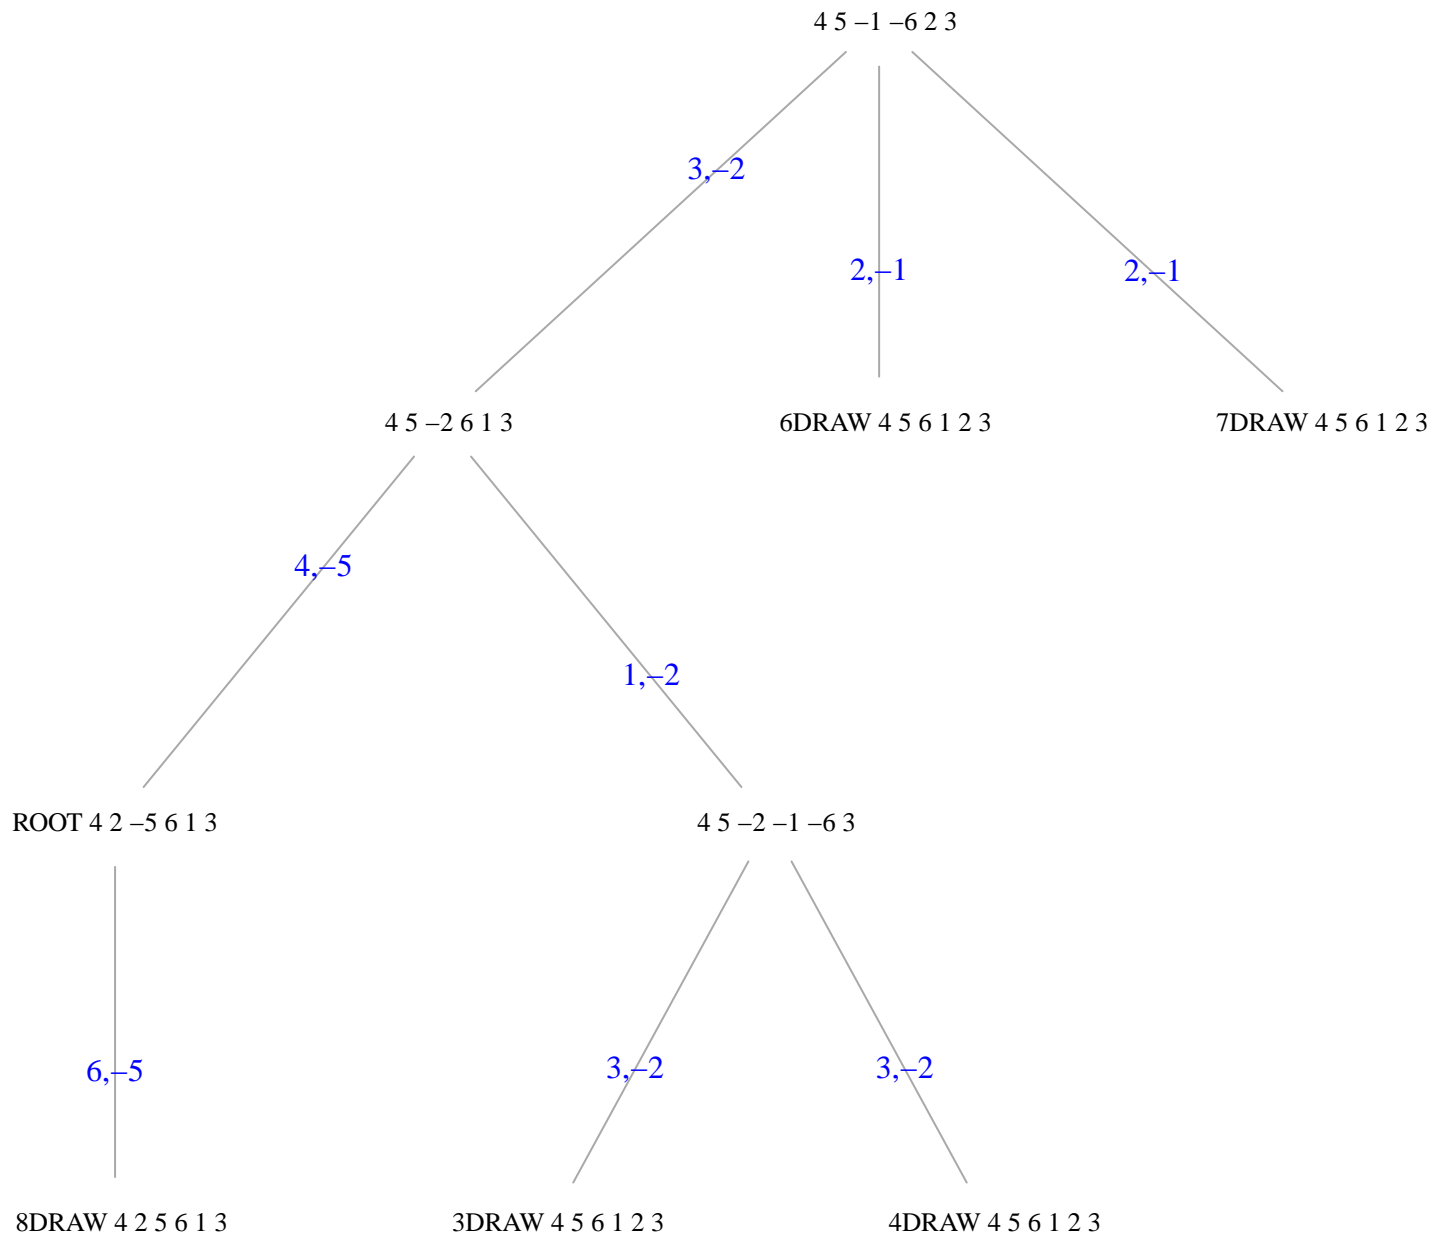 4 5 –1 –6 2 3
3,–2
2,–1
2,–1
4 5 –2 6 1 3
6DRAW 4 5 6 1 2 3
7DRAW 4 5 6 1 2 3
4,–5
1,–2
ROOT 4 2 –5 6 1 3
4 5 –2 –1 –6 3
6,–5
3,–2
3,–2
8DRAW 4 2 5 6 1 3
3DRAW 4 5 6 1 2 3
4DRAW 4 5 6 1 2 3